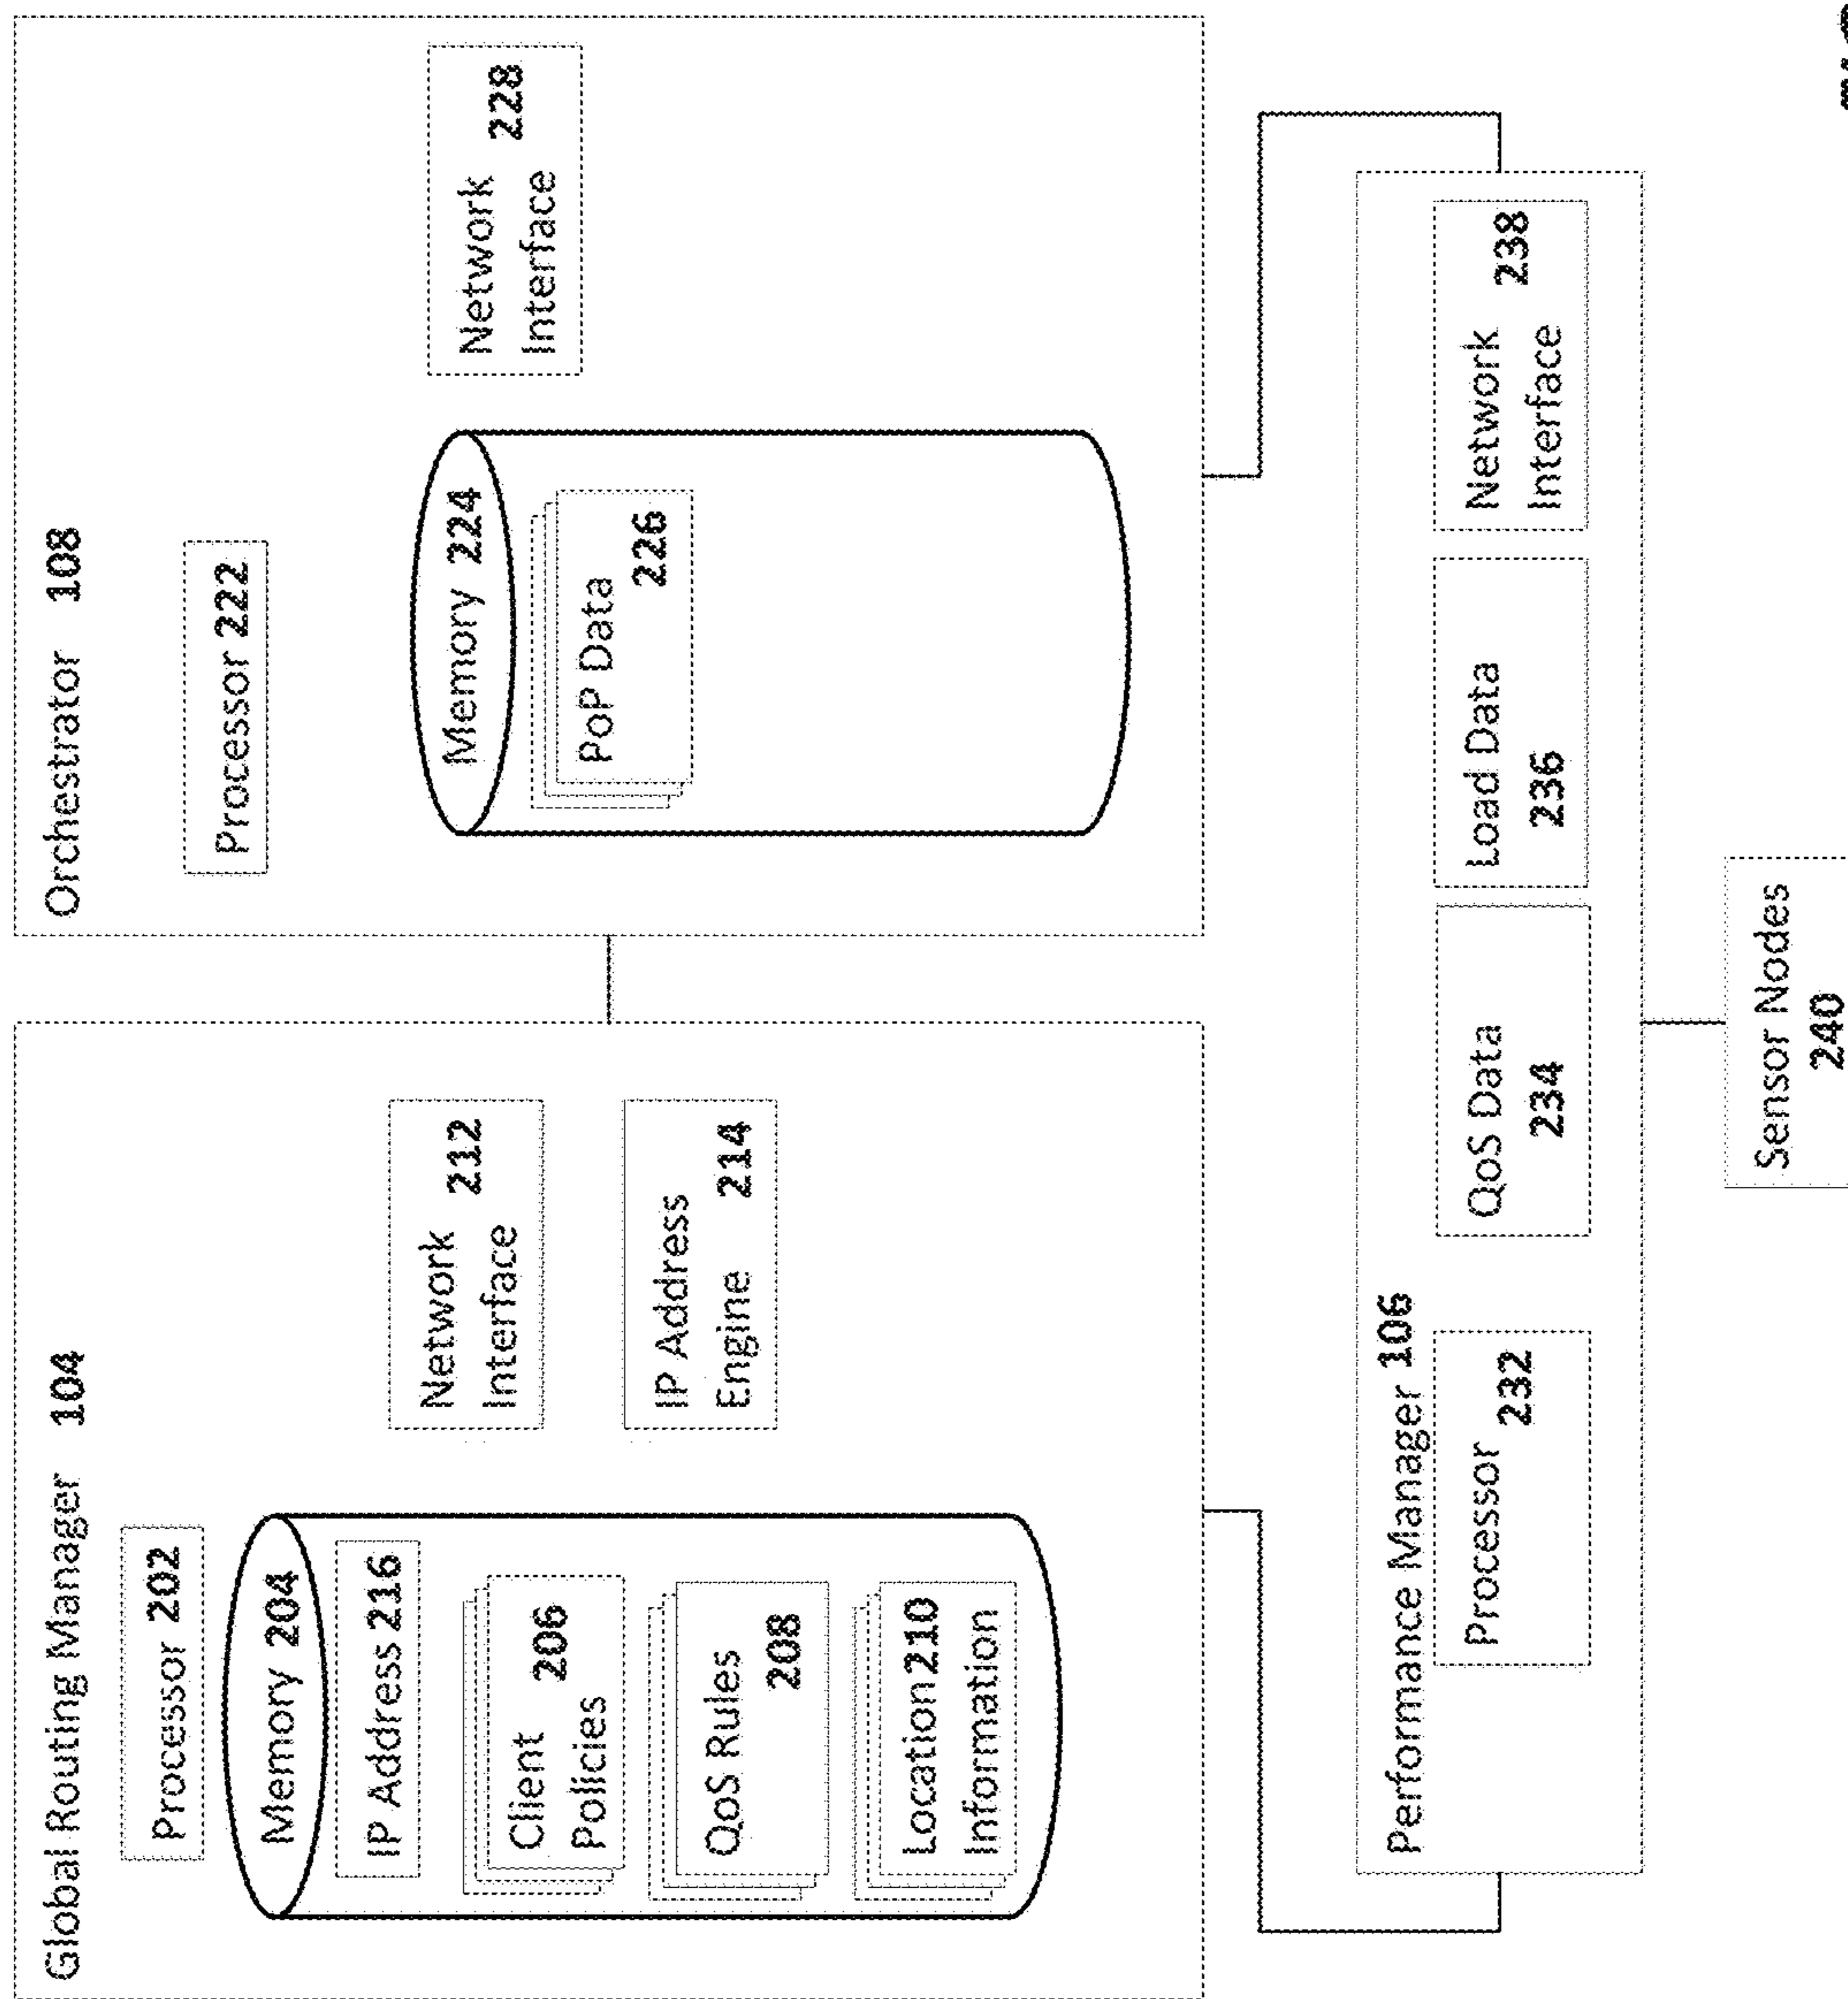 Global Routing Manager 104
Processor 202
Memory 204
IP Address 216
Client 206
Policies
QoS Rules
208
Location 210
Information
Network 212
Interface
IP Address
Engine 214
Orchestrator 108
Processor 222
Memory 224
PoP Data
226
Network 228
Interface
Performance Manager 106
Processor
232
QoS Data
234
Load Data
236
Network 238
Interface
Sensor Nodes
240